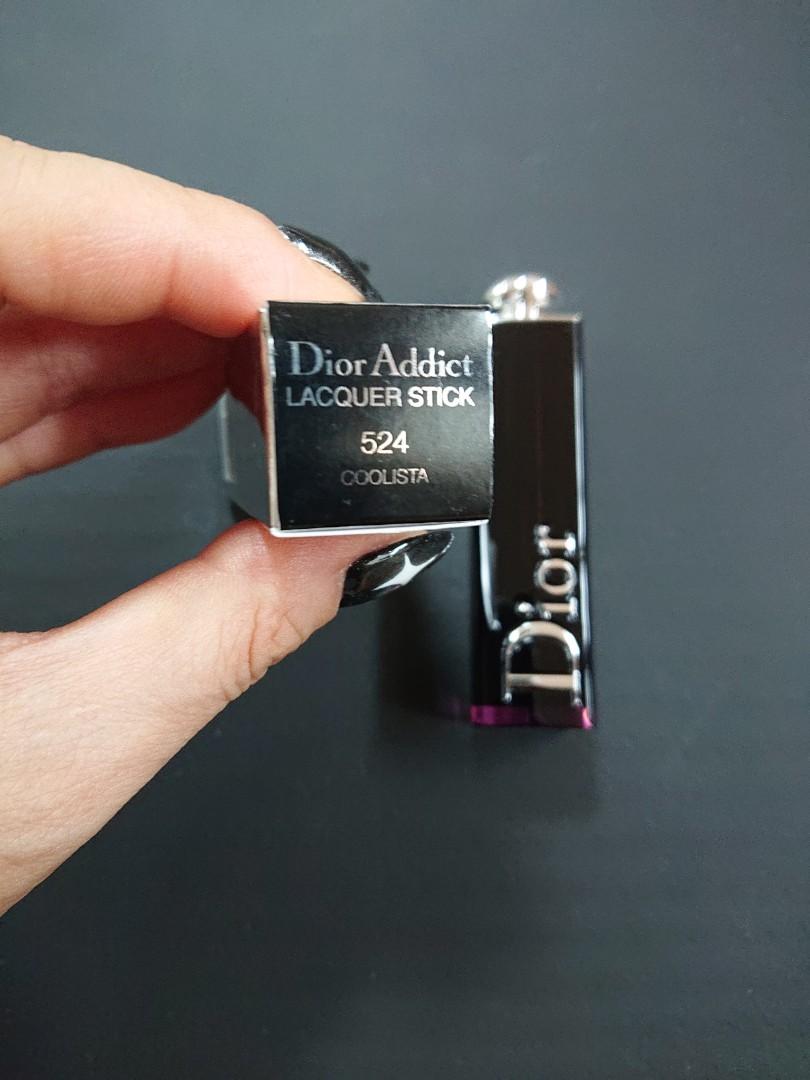 Dior Addict
LACQUER STICK
524
COOLISTA
Dior